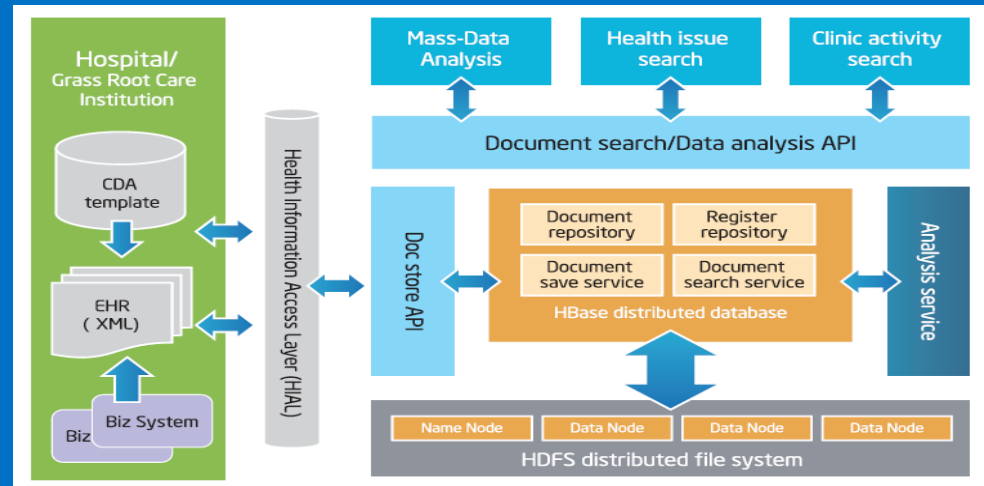 Hospital/
Grass Root Care
Institution
CDA
template
EHR
( XML)
Biz System
Biz
Health Information Access Layer (HIAL)
Mass-Data
Analysis
Health issue
search
Clinic activity
search
Document search/Data analysis API
Doc store API
Document
repository
Register
repository
Document
save service
Document
search service
HBase distributed database
Analysis service
Name Node
Data Node
Data Node
Data Node
HDFS distributed file system